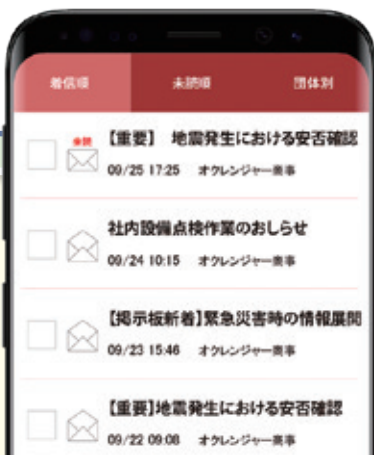 着信順 未読順 団体別
未読 【重要】 地震発生における安否確認
09/25 17:25 オクレンジャー商事
社内設備点検作業のおしらせ
09/24 10:15 オクレンジャー商事
【掲示板新着】緊急災害時の情報展開
09/23 15:46 オクレンジャー商事
【重要】地震発生における安否確認
09/22 09:08 オクレンジャー商事